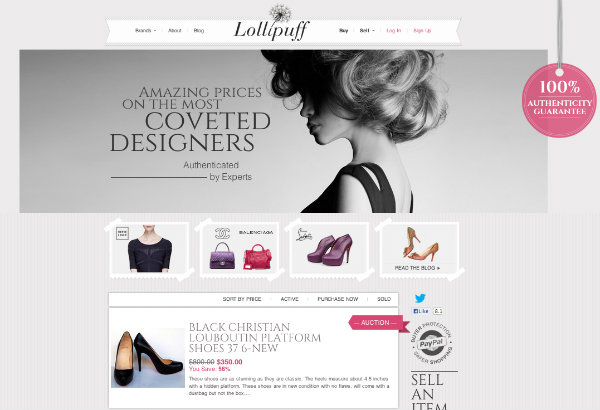 Brands
About
Blog
Lollipuff
Buy
Sell
Log In
Sign Up
AMAZING PRICES
ON THE MOST
COVETED
DESIGNERS
Authenticated
by Experts
100%
AUTHENTICITY
GUARANTEE
BALENCIAGA
READ THE BLOG
SORT BY PRICE
ACTIVE
PURCHASE NOW
SOLD
AUCTION
BLACK CHRISTIAN
LOUBOUTIN PLATFORM
SHOES 37 6-NEW
$800.00 $350.00
You Save: 56%
These shoes are as charming as they are classic. The heels measure about 4.5 inches
with a hidden platform. These shoes are in new condition with no flaws, will come with a
dustbag but not the box....
Like
BUYER PROTECTION
PayPal
OFFER SHOPPING
SELL
AN
ITEM